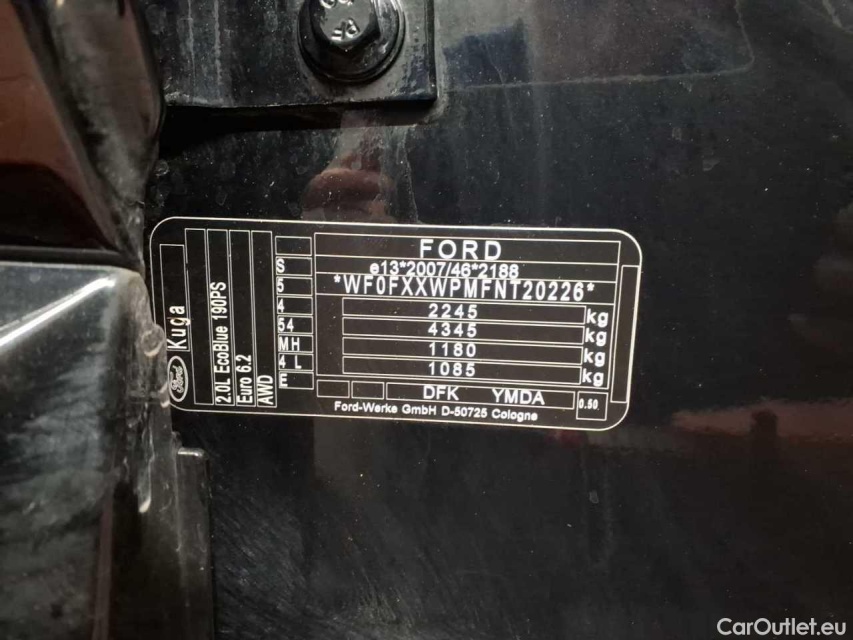 FORD
e13*2007/46*2188
*WF0FXXWPMFNT20226*
2245 kg
4345 kg
1180 kg
1085 kg
DFK YMDA 0.50
Ford-Werke GmbH D-50725 Cologne
S
5
4
54
MH
4 L
E
AWD
Euro 6.2
2.0L EcoBlue 190PS
Kuga
Ford
CarOutlet.eu